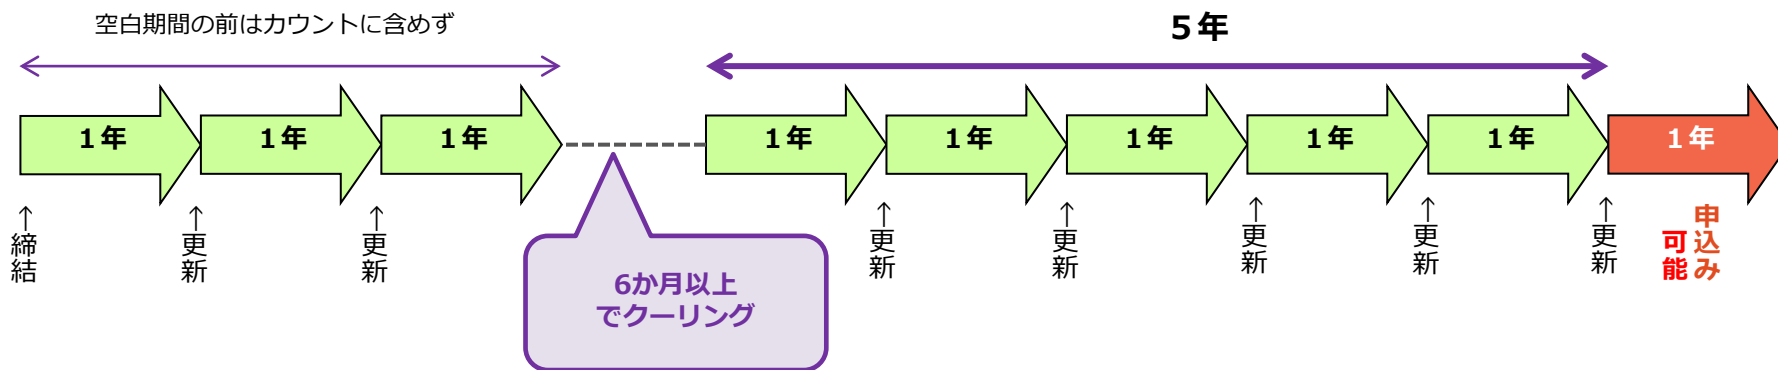 空白期間の前はカウントに含めず
５年
１年
１年
１年
１年
１年
１年
１年
１年
１年
↑締結
↑更新
↑更新
6か月以上
でクーリング
↑更新
↑更新
↑更新
↑更新
↑更新
申込み
可能